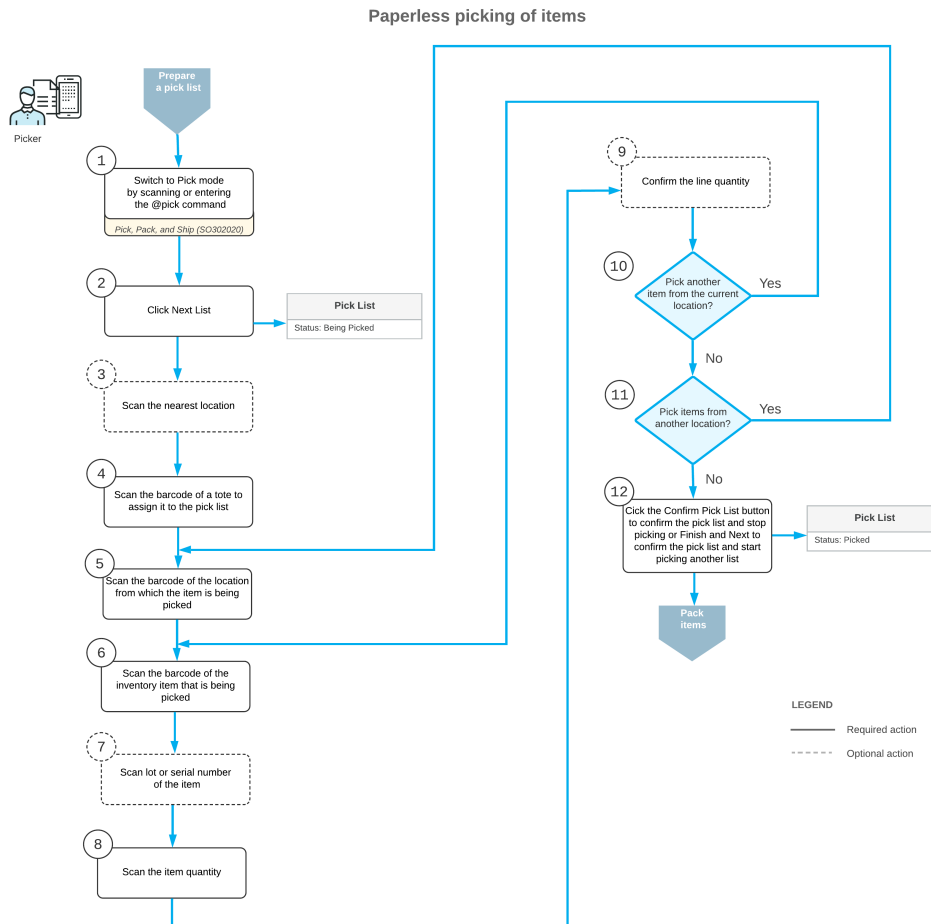 Paperless picking of items
Picker
Prepare
a pick list
1
Switch to Pick mode
by scanning or entering
the @pick command
Pick, Pack, and Ship (SO302020)
2
Click Next List
Pick List
Status: Being Picked
3
Scan the nearest location
4
Scan the barcode of a tote to
assign it to the pick list
5
Scan the barcode of the location
from which the item is being
picked
6
Scan the barcode of the
inventory item that is being
picked
7
Scan lot or serial number
of the item
8
Scan the item quantity
9
Confirm the line quantity
10
Pick another
item from the current
location?
Yes
No
11
Pick items from
another location?
Yes
No
12
Cick the Confirm Pick List button
to confirm the pick list and stop
picking or Finish and Next to
confirm the pick list and start
picking another list
Pick List
Status: Picked
Pack
items
LEGEND
Required action
Optional action